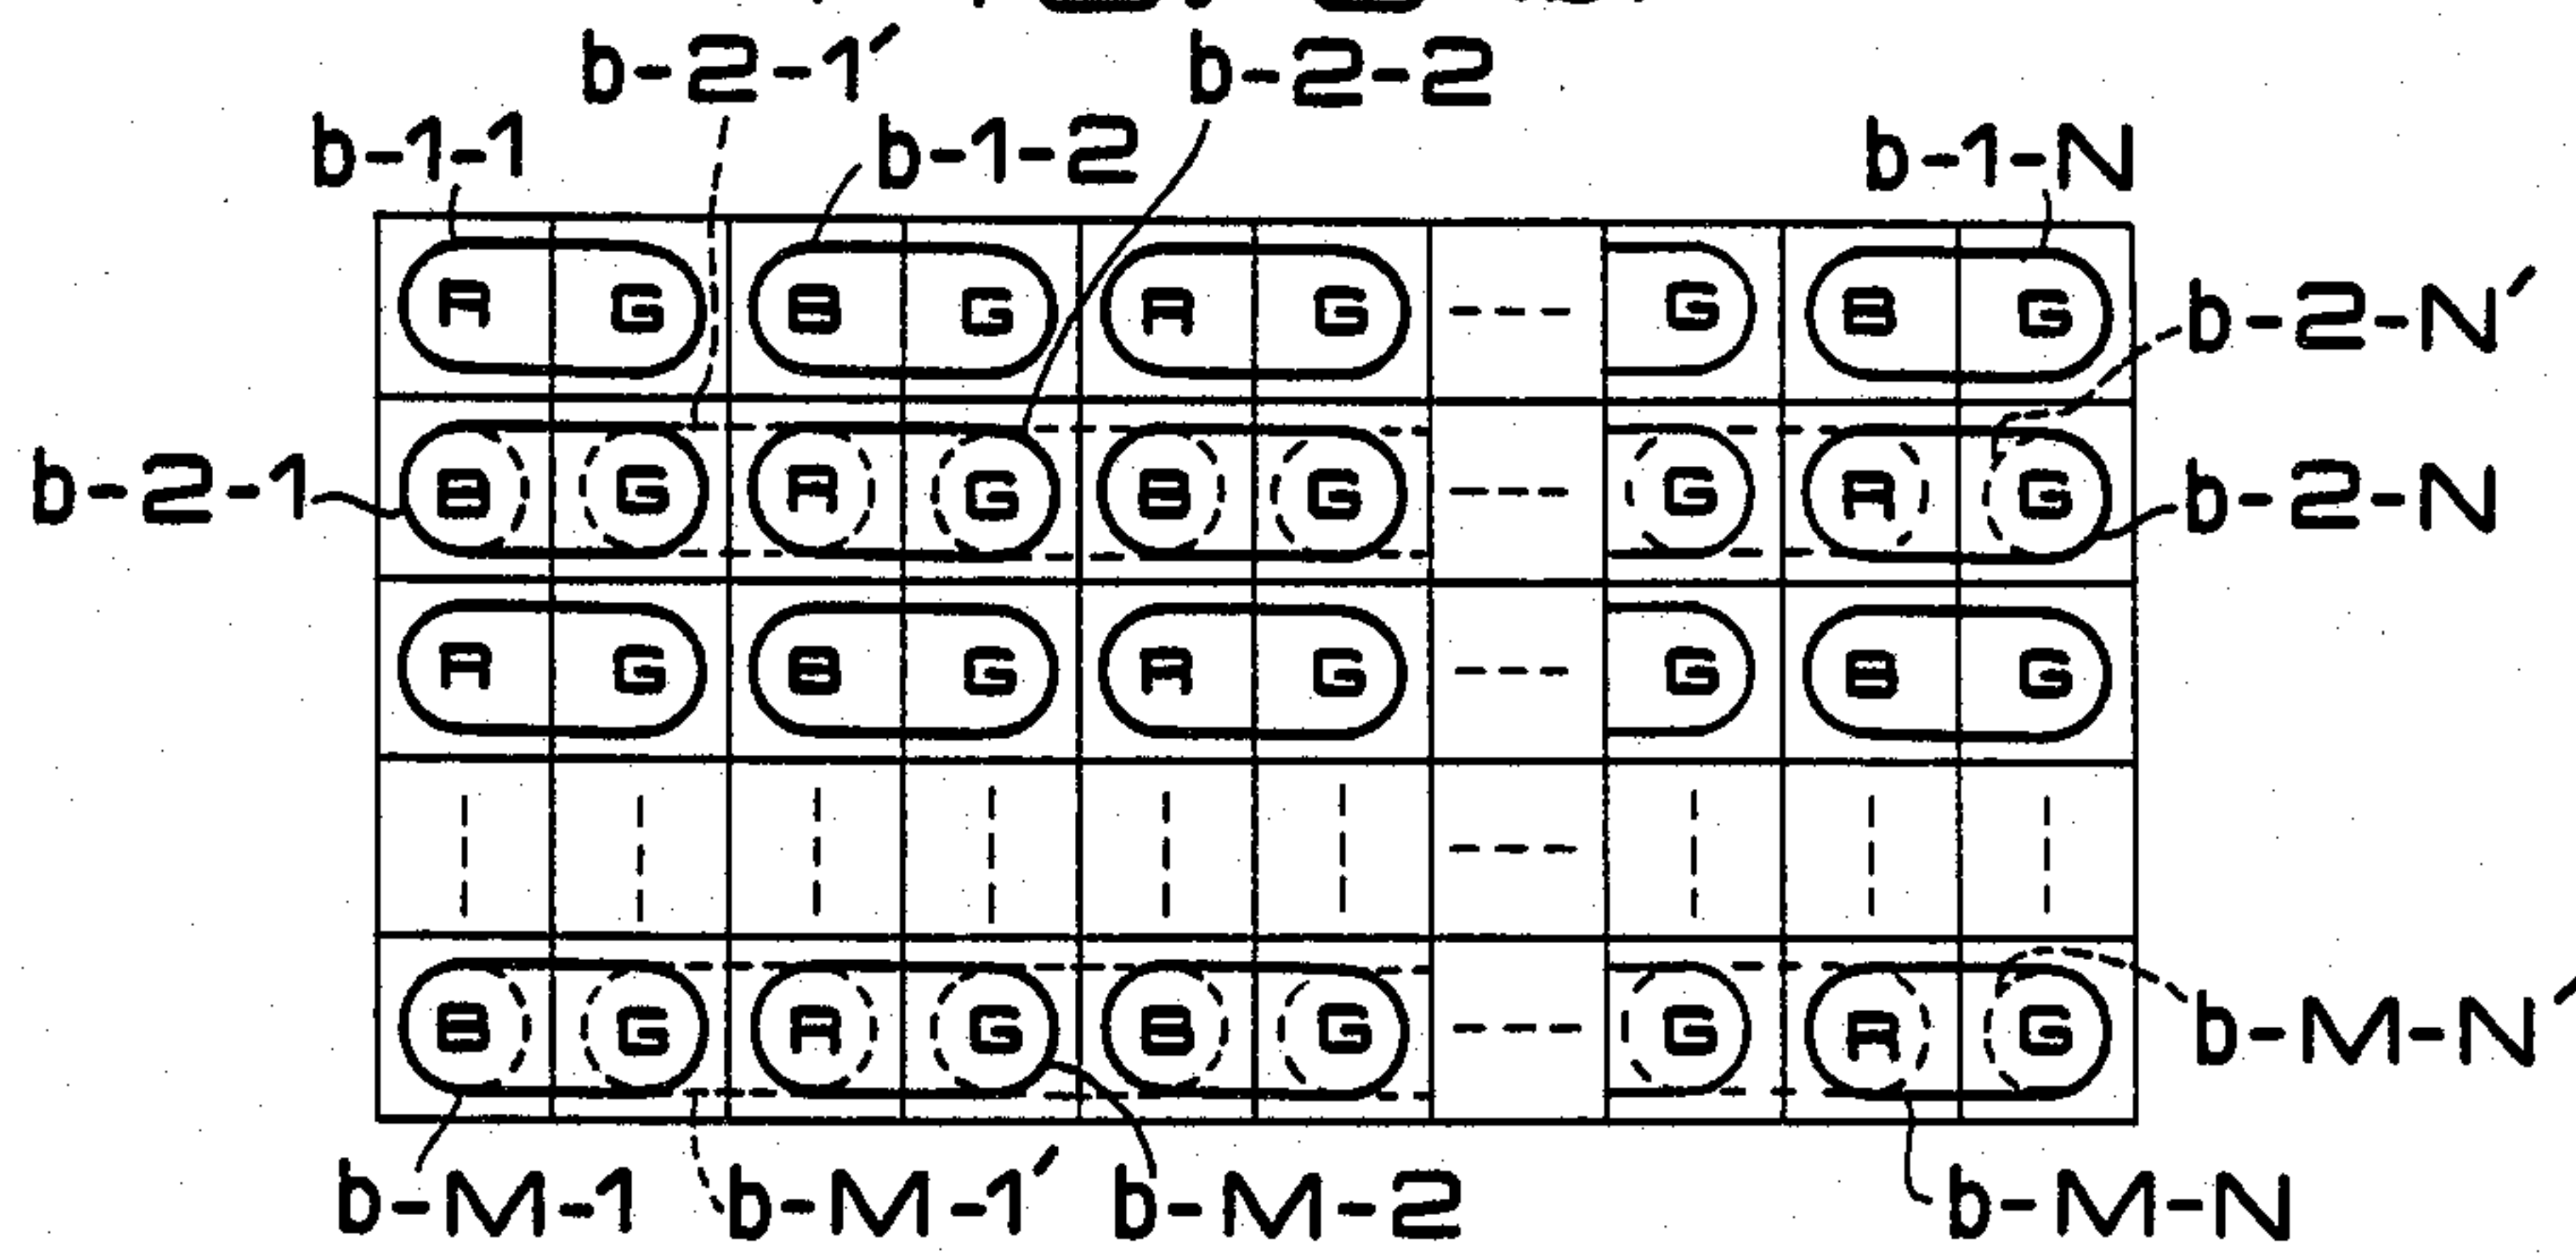 b-2-1′ b-2-2
b-1-1 b-1-2 b-1-N
R G B G R G --- G B G
b-2-N′
b-2-1 B G R G B G --- G R G b-2-N
R G B G R G --- G B G
B G R G B G --- G R G
b-M-N′
b-M-1 b-M-1′ b-M-2 b-M-N